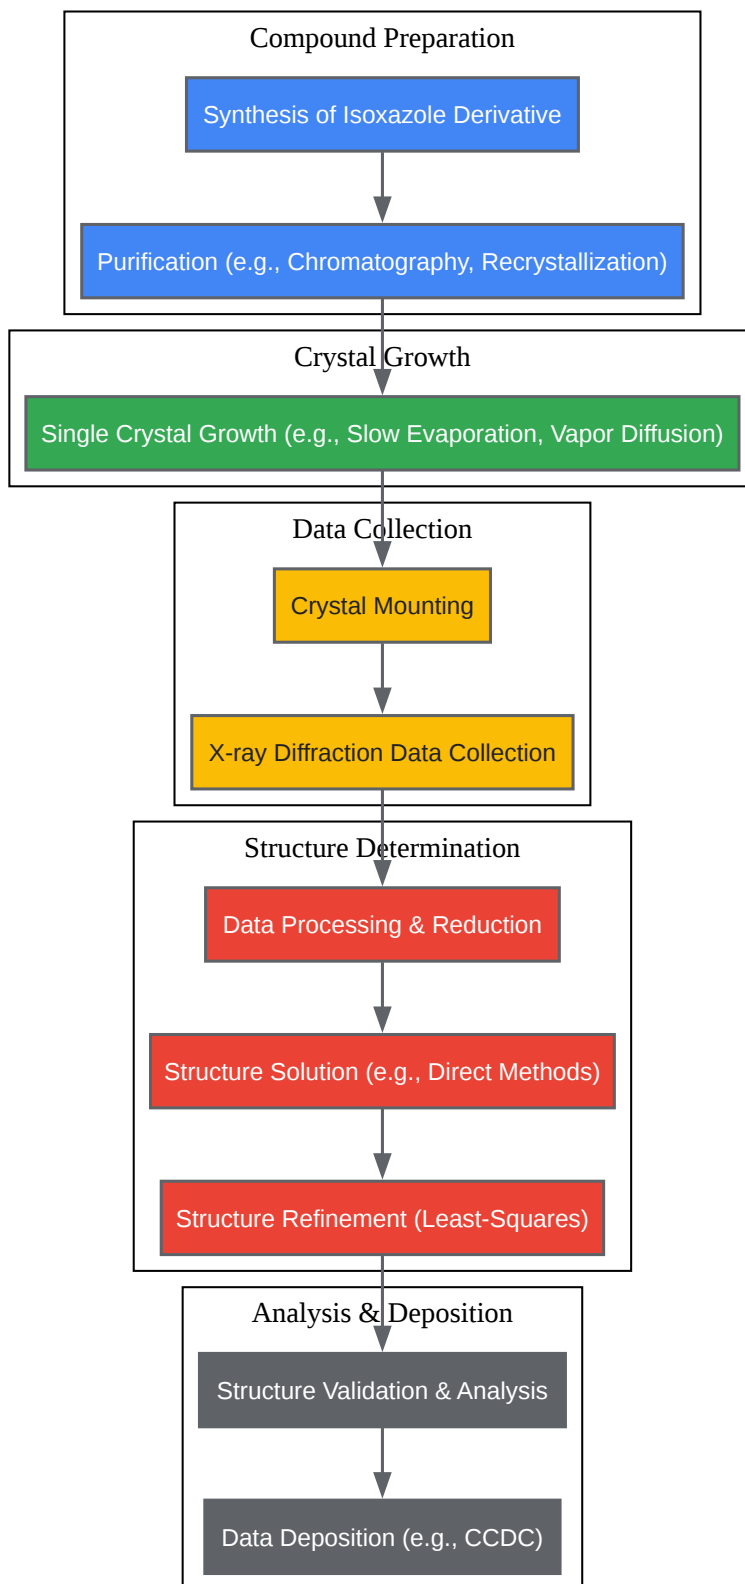 Compound Preparation
Synthesis of Isoxazole Derivative
Purification (e.g., Chromatography, Recrystallization)
Crystal Growth
Single Crystal Growth (e.g., Slow Evaporation, Vapor Diffusion)
Data Collection
Crystal Mounting
X-ray Diffraction Data Collection
Structure Determination
Data Processing & Reduction
Structure Solution (e.g., Direct Methods)
Structure Refinement (Least-Squares)
Analysis & Deposition
Structure Validation & Analysis
Data Deposition (e.g., CCDC)